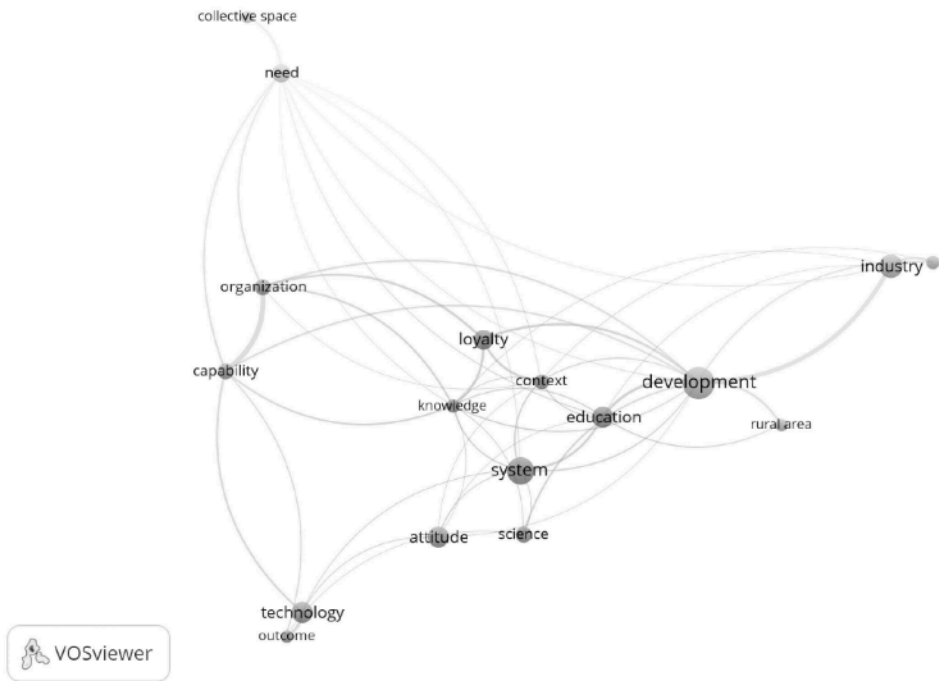 collective space
need
organization
industry
loyalty
capability
context
development
knowledge
education
rural area
system
attitude
science
technology
outcome
VOSviewer